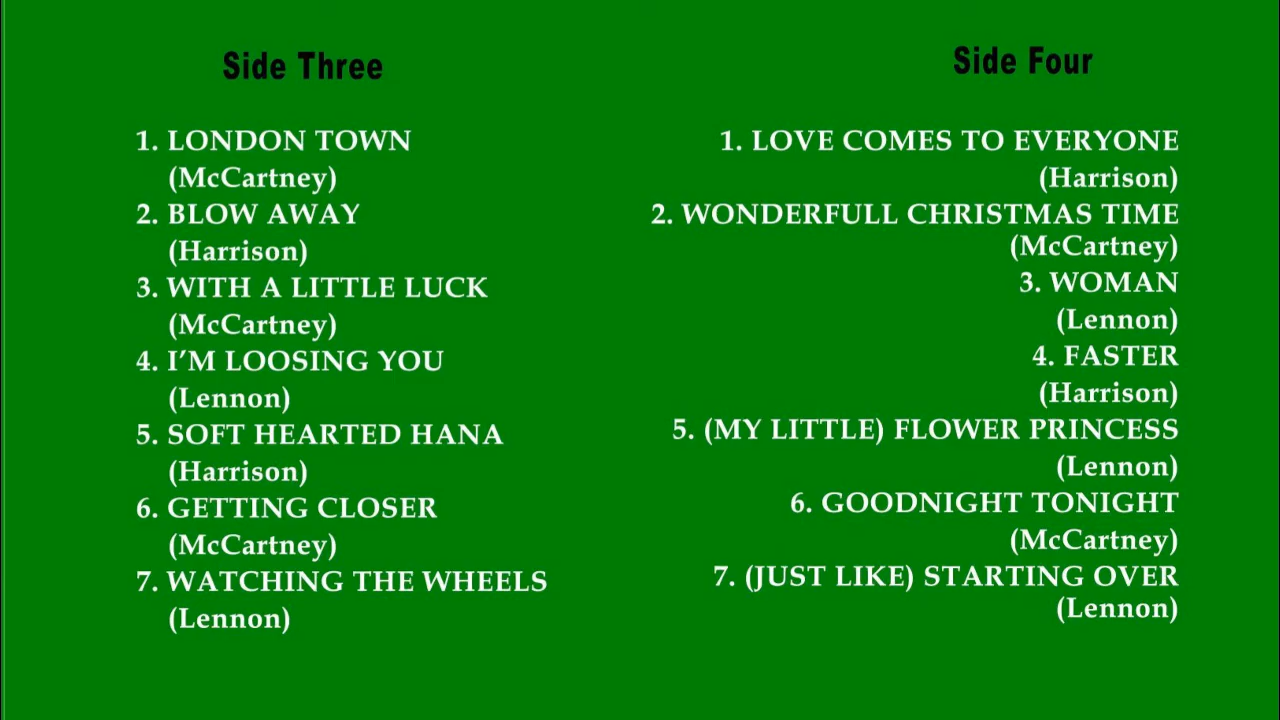 Side Three
1. LONDON TOWN
(McCartney)
2. BLOW AWAY
(Harrison)
3. WITH A LITTLE LUCK
(McCartney)
4. I’M LOOSING YOU
(Lennon)
5. SOFT HEARTED HANA
(Harrison)
6. GETTING CLOSER
(McCartney)
7. WATCHING THE WHEELS
(Lennon)
Side Four
1. LOVE COMES TO EVERYONE
(Harrison)
2. WONDERFULL CHRISTMAS TIME
(McCartney)
3. WOMAN
(Lennon)
4. FASTER
(Harrison)
5. (MY LITTLE) FLOWER PRINCESS
(Lennon)
6. GOODNIGHT TONIGHT
(McCartney)
7. (JUST LIKE) STARTING OVER
(Lennon)